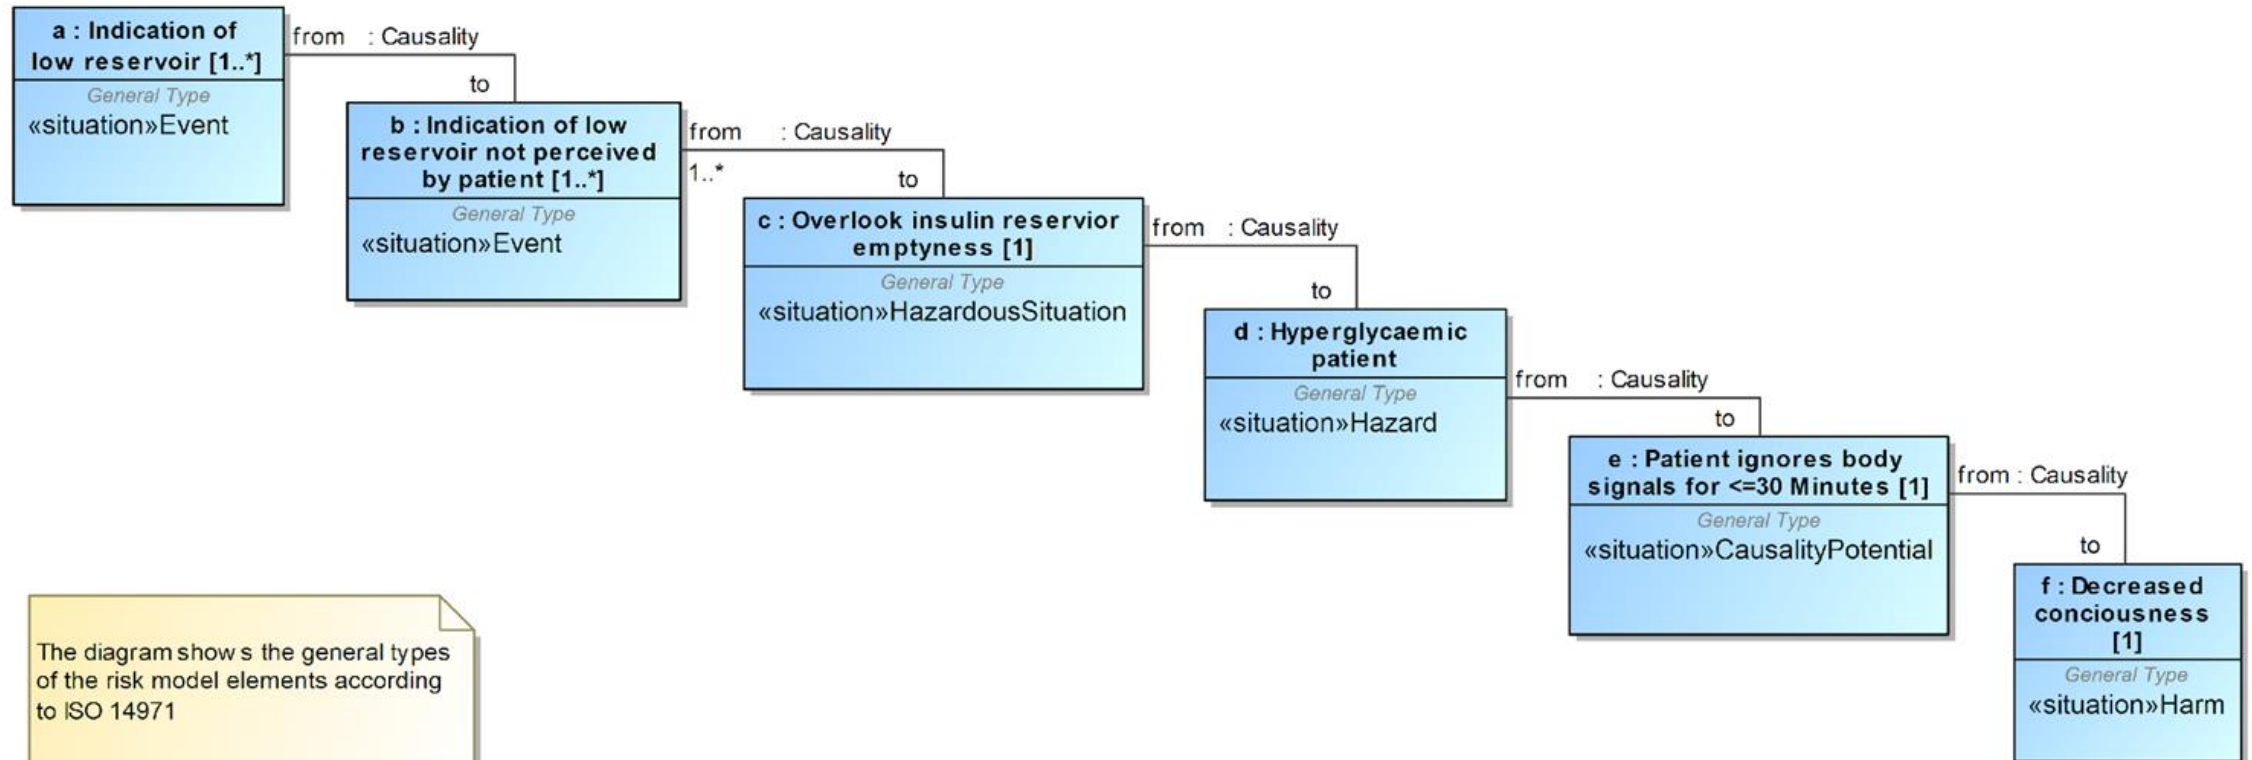 a : Indication of
low reservoir [1..*]
General Type
«situation»Event
from : Causality
to
b : Indication of low
reservoir not perceived
by patient [1..*]
General Type
«situation»Event
from : Causality
1..*
to
c : Overlook insulin reservior
emptyness [1]
General Type
«situation»HazardousSituation
from : Causality
to
d : Hyperglycaemic
patient
General Type
«situation»Hazard
from : Causality
to
e : Patient ignores body
signals for <=30 Minutes [1]
General Type
«situation»CausalityPotential
from : Causality
to
f : Decreased
conciousness
[1]
General Type
«situation»Harm
The diagram shows the general types
of the risk model elements according
to ISO 14971